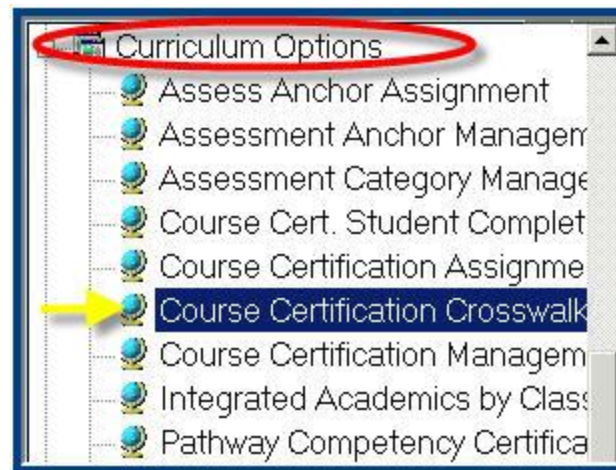 Curriculum Options
Assess Anchor Assignment
Assessment Anchor Managem
Assessment Category Manage
Course Cert. Student Complet
Course Certification Assignme
Course Certification Crosswalk
Course Certification Managem
Integrated Academics by Class
Pathway Competency Certifica